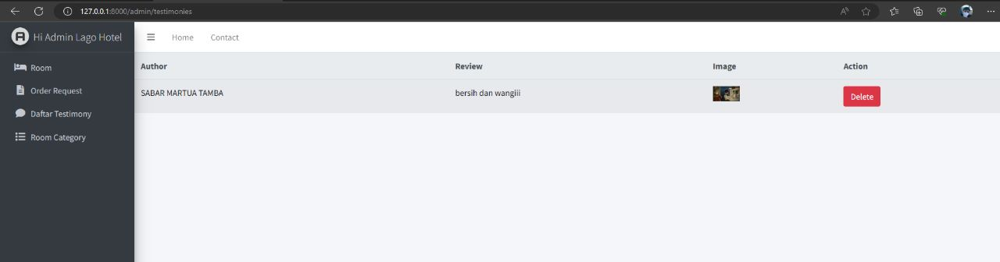 127.0.0.1:8000/admin/testimonies
Hi Admin Lago Hotel
Home Contact
Room
Order Request
Daftar Testimony
Room Category
Author Review Image Action
SABAR MARTUA TAMBA bersih dan wangiii Delete